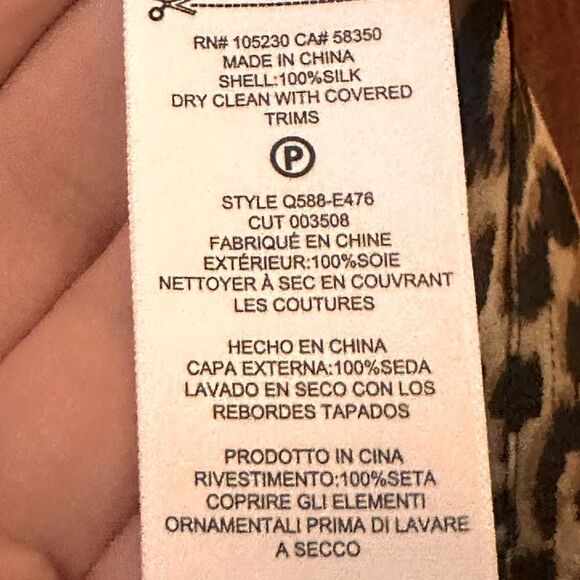 RN# 105230 CA# 58350
MADE IN CHINA
SHELL:100%SILK
DRY CLEAN WITH COVERED
TRIMS
P
STYLE Q588-E476
CUT 003508
FABRIQUÉ EN CHINE
EXTÉRIEUR:100%SOIE
NETTOYER À SEC EN COUVRANT
LES COUTURES
HECHO EN CHINA
CAPA EXTERNA:100%SEDA
LAVADO EN SECO CON LOS
REBORDES TAPADOS
PRODOTTO IN CINA
RIVESTIMENTO:100%SETA
COPRIRE GLI ELEMENTI
ORNAMENTALI PRIMA DI LAVARE
A SECCO